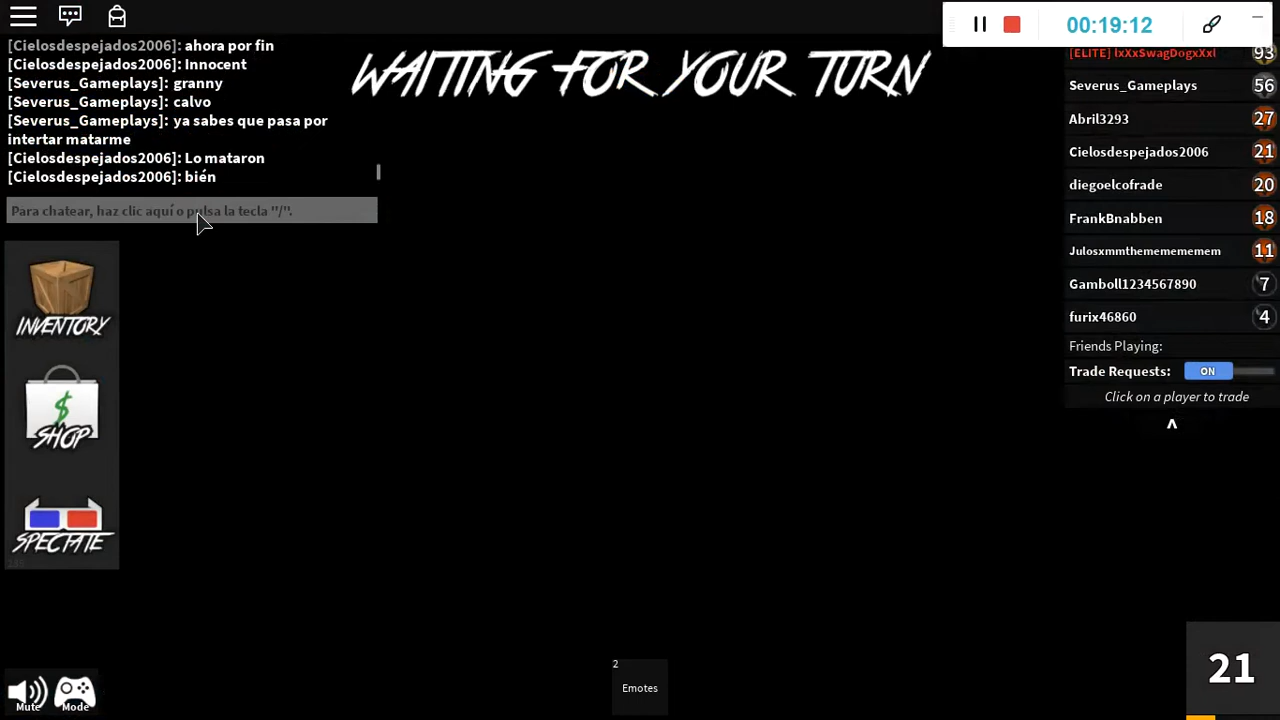 [Cielosdespejados2006]: ahora por fin
[Cielosdespejados2006]: Innocent
[Severus_Gameplays]: granny
[Severus_Gameplays]: calvo
[Severus_Gameplays]: ya sabes que pasa por
intertar matarme
[Cielosdespejados2006]: Lo mataron
[Cielosdespejados2006]: bién
Para chatear, haz clic aquí o pulsa la tecla "/".
WAITING FOR YOUR TURN
00:19:12
[ELITE] lxXxSwagDogxXxl 93
Severus_Gameplays 56
Abril3293 27
Cielosdespejados2006 21
diegoelcofrade 20
FrankBnabben 18
Julosxmmthemememememem 11
Gamboll1234567890 7
furix46860 4
Friends Playing:
Trade Requests: ON
Click on a player to trade
INVENTORY
$
SHOP
SPECTATE
Mute
Mode
2
Emotes
21